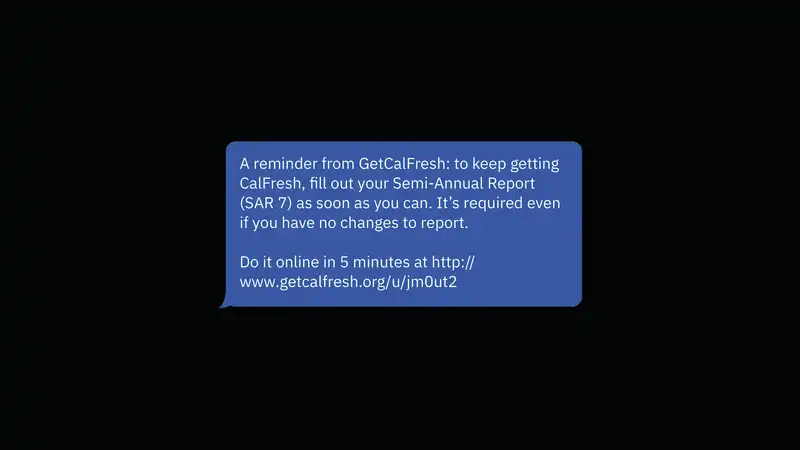 A reminder from GetCalFresh: to keep getting
CalFresh, fill out your Semi-Annual Report
(SAR 7) as soon as you can. It’s required even
if you have no changes to report.
Do it online in 5 minutes at http://
www.getcalfresh.org/u/jm0ut2